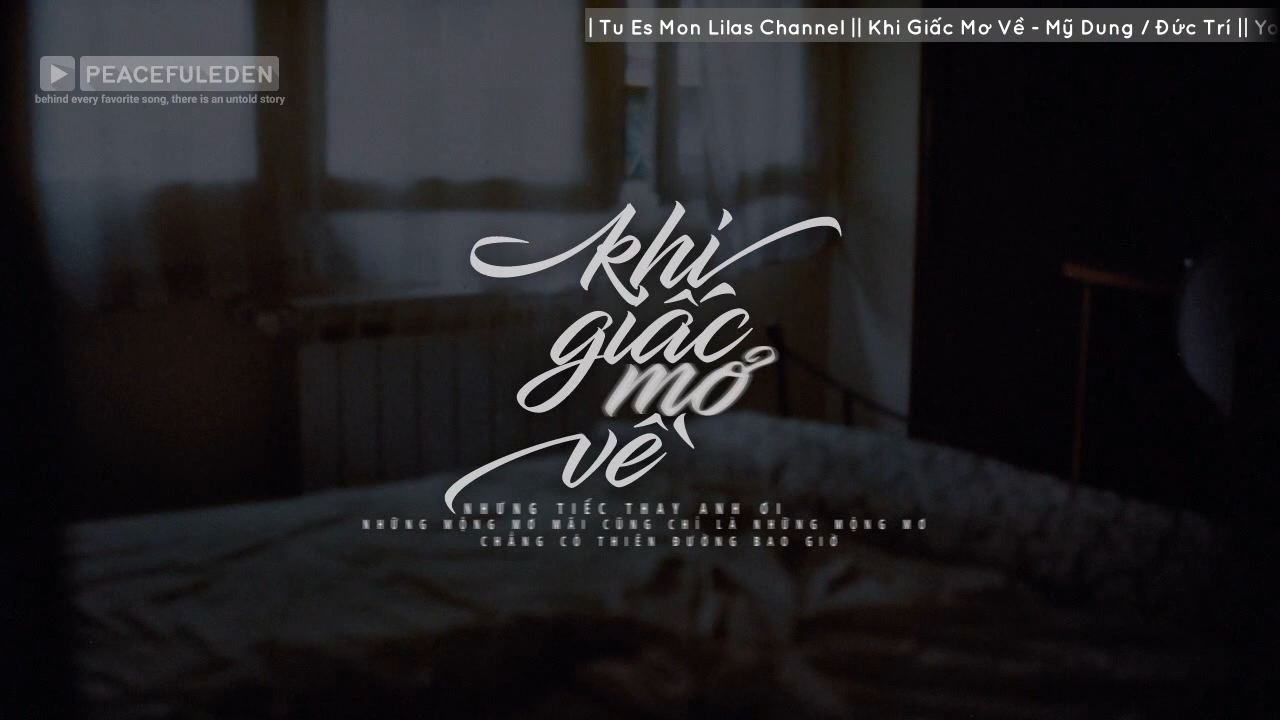 | Tu Es Mon Lilas Channel || Khi Giấc Mơ Về - Mỹ Dung / Đức Trí ||
PEACEFULEDEN
behind every favorite song, there is an untold story
khi
giấc
mơ
về
NHƯNG TIẾC THAY ANH ƠI
NHỮNG MỘNG MƠ MÃI CŨNG CHỈ LÀ NHỮNG MỘNG MƠ
CHẲNG CÓ THIÊN ĐƯỜNG BAO GIỜ